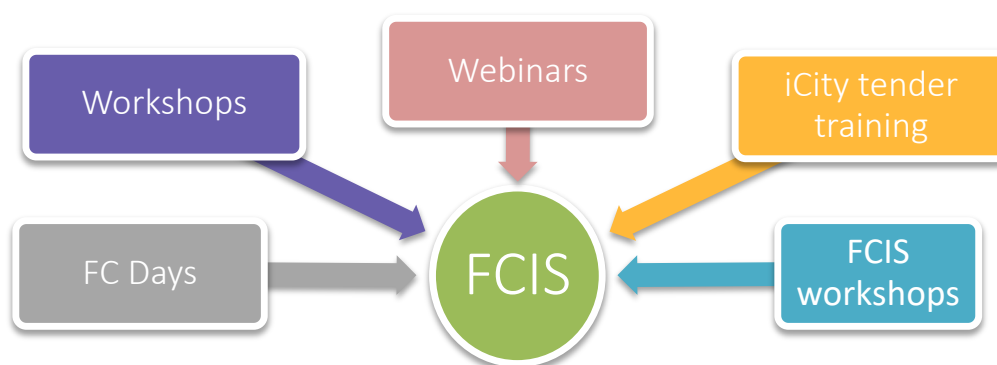 Webinars
Workshops
iCity tender
training
FC Days
FCIS
FCIS
workshops